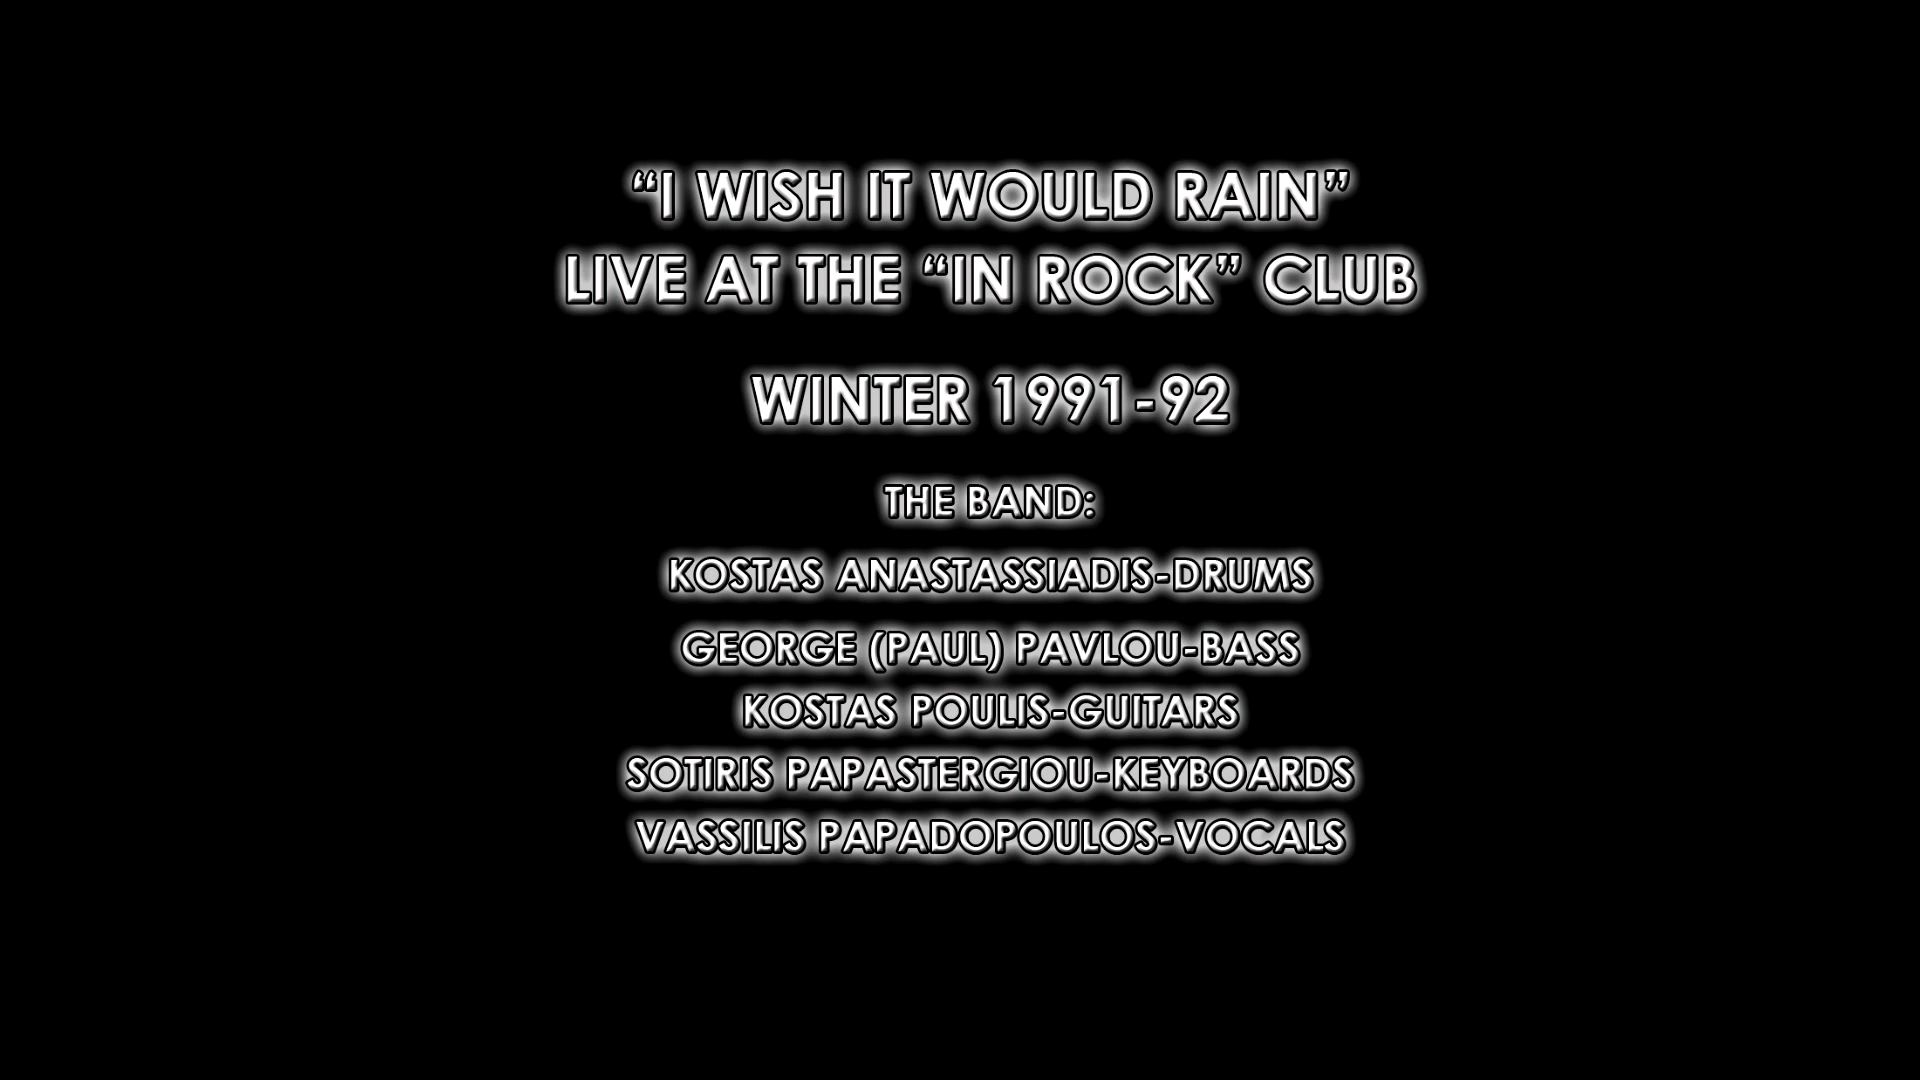 “I WISH IT WOULD RAIN”
LIVE AT THE “IN ROCK” CLUB
WINTER 1991-92
THE BAND:
KOSTAS ANASTASSIADIS-DRUMS
GEORGE (PAUL) PAVLOU-BASS
KOSTAS POULIS-GUITARS
SOTIRIS PAPASTERGIOU-KEYBOARDS
VASSILIS PAPADOPOULOS-VOCALS